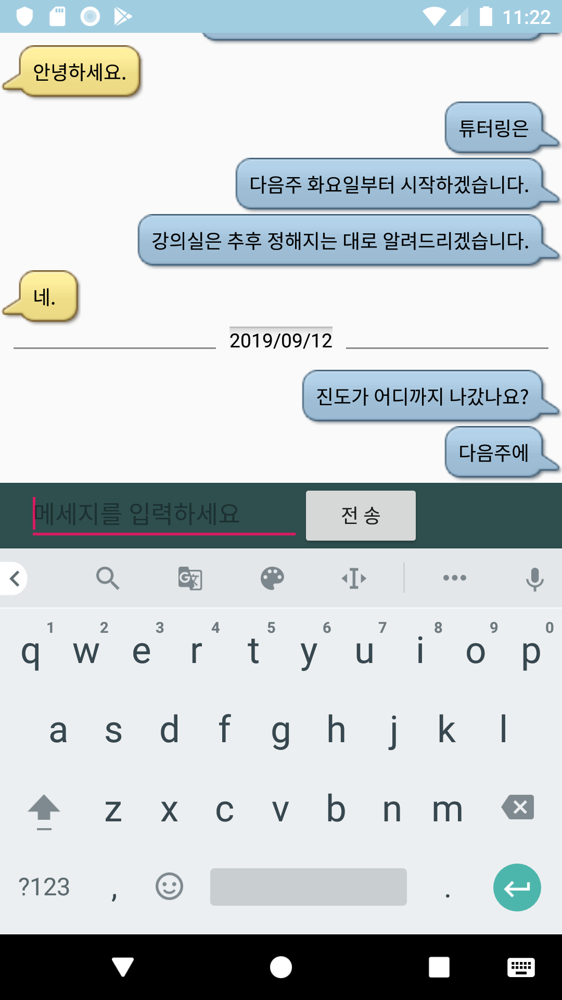 11:22
안녕하세요.
튜터링은
다음주 화요일부터 시작하겠습니다.
강의실은 추후 정해지는 대로 알려드리겠습니다.
네.
2019/09/12
진도가 어디까지 나갔나요?
다음주에
메세지를 입력하세요
전 송
1 2 3 4 5 6 7 8 9 0
q w e r t y u i o p
a s d f g h j k l
z x c v b n m
?123 , .